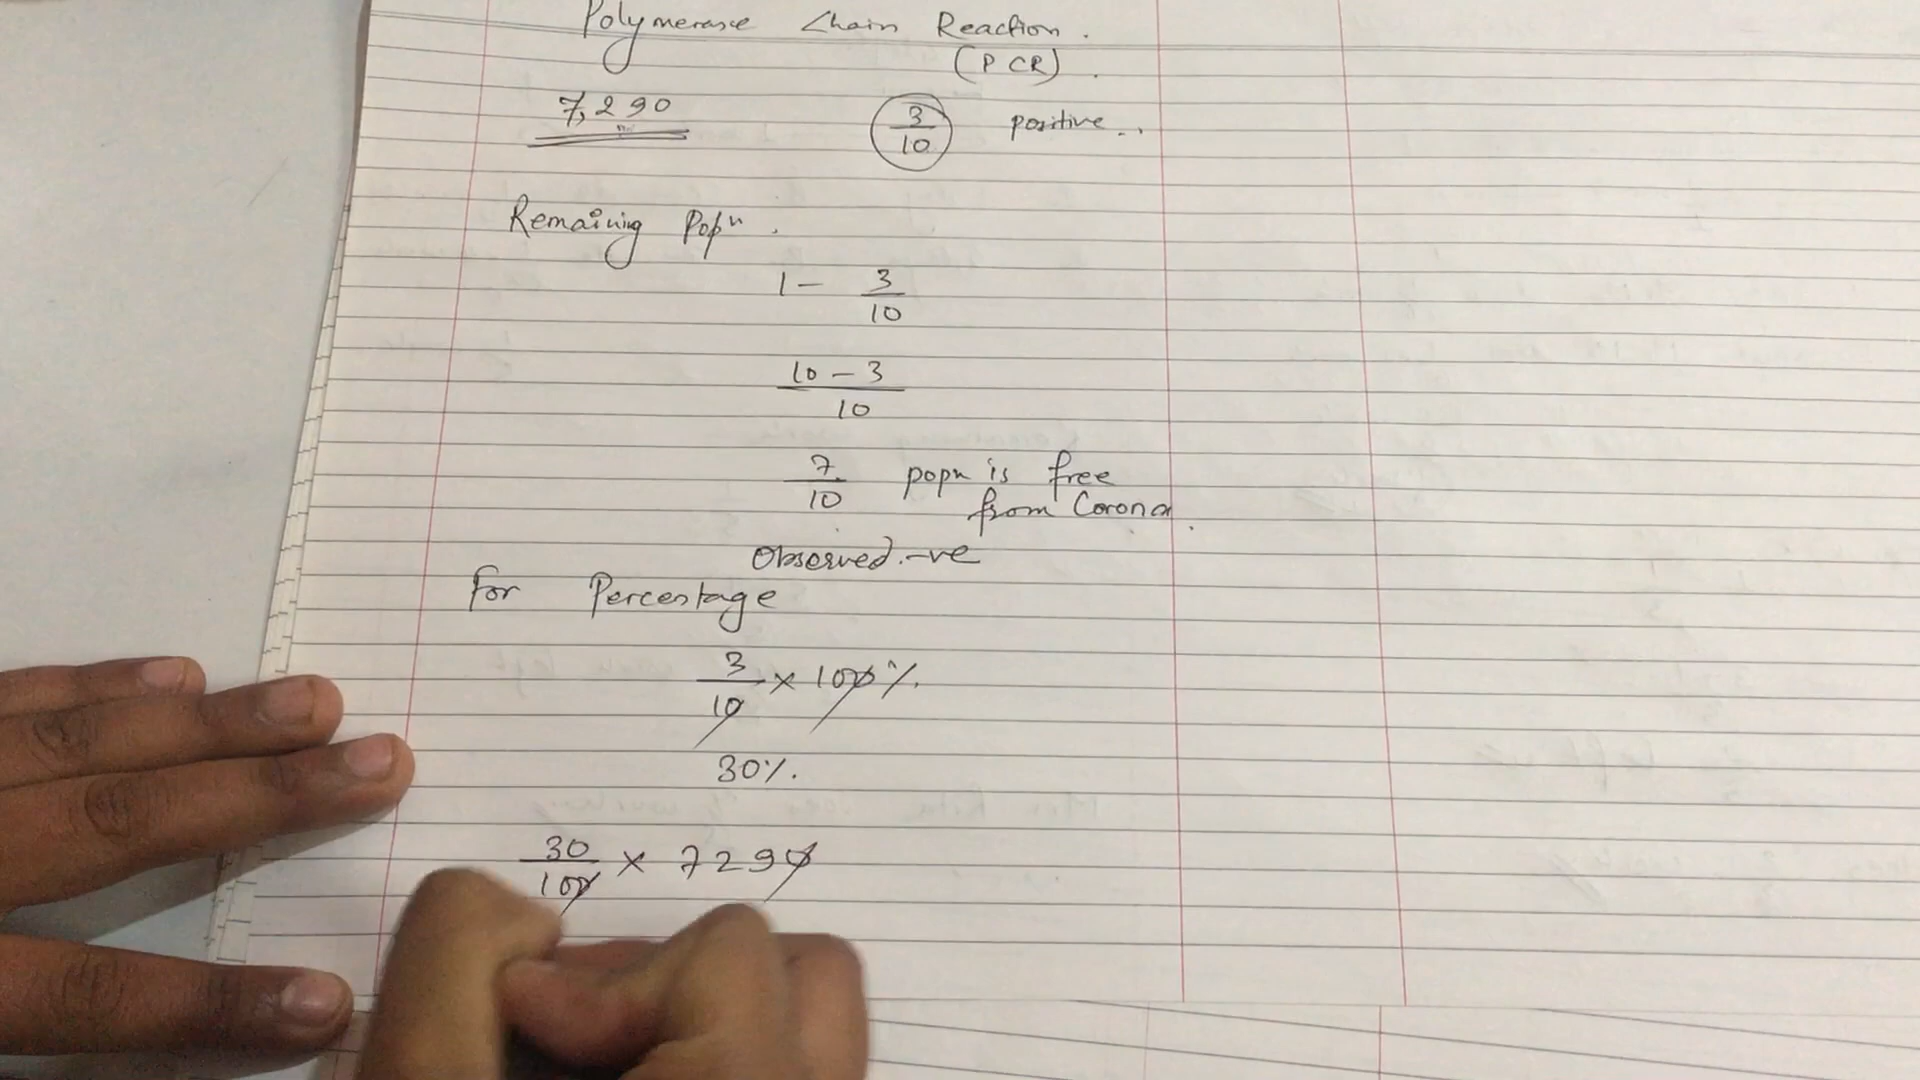 Polymerase Chain Reaction.
(PCR).
7,290
3/10 positive..
Remaining Popn.
1 - 3/10
10 - 3
10
7/10 popn is free
from Corona.
Observed.-ve
For Percentage
3/10 × 100%.
30%.
30/100 × 7290